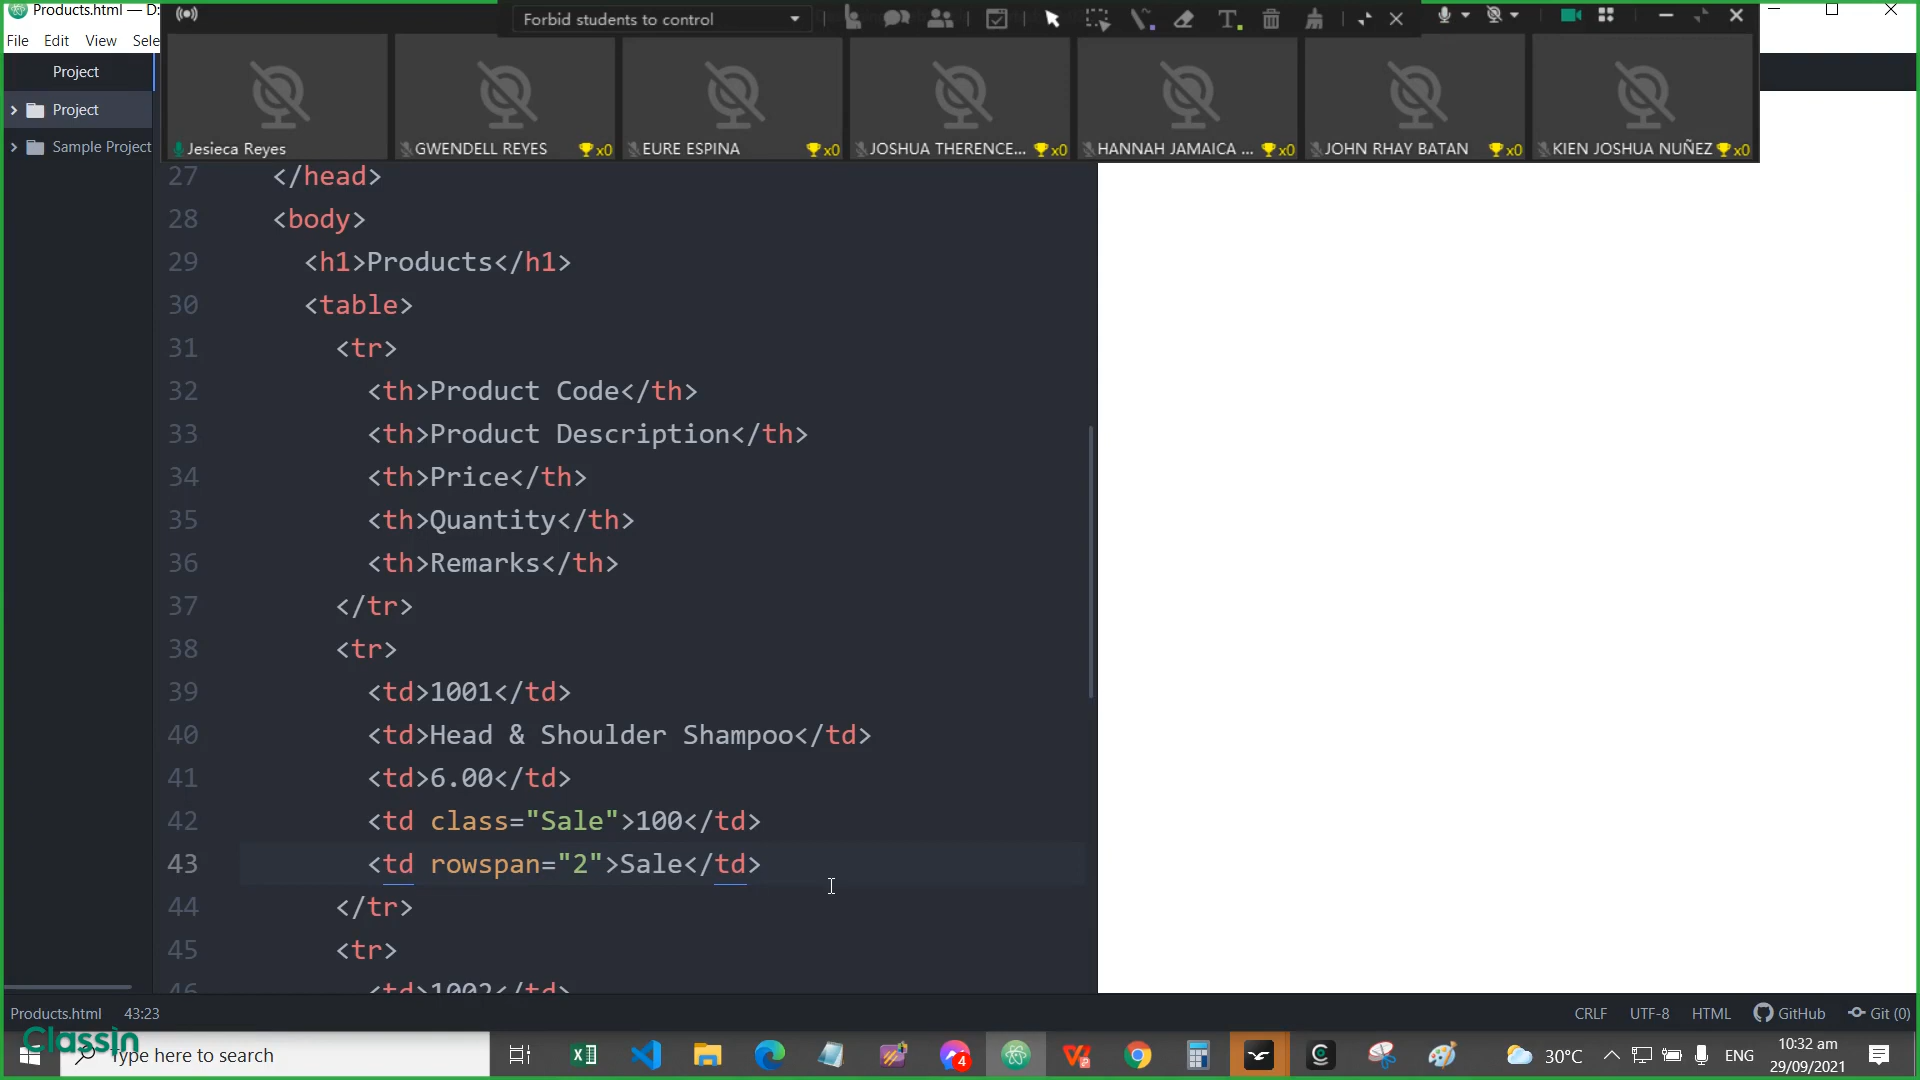 Products.html — D:
Forbid students to control
File Edit View Sele
Project
Project
Sample Project
Jesieca Reyes
GWENDELL REYES x0
EURE ESPINA x0
JOSHUA THERENCE... x0
HANNAH JAMAICA ... x0
JOHN RHAY BATAN x0
KIEN JOSHUA NUÑEZ x0
27 </head>
28 <body>
29 <h1>Products</h1>
30 <table>
31 <tr>
32 <th>Product Code</th>
33 <th>Product Description</th>
34 <th>Price</th>
35 <th>Quantity</th>
36 <th>Remarks</th>
37 </tr>
38 <tr>
39 <td>1001</td>
40 <td>Head & Shoulder Shampoo</td>
41 <td>6.00</td>
42 <td class="Sale">100</td>
43 <td rowspan="2">Sale</td>
44 </tr>
45 <tr>
46 <td>1002</td>
Products.html 43:23
CRLF UTF-8 HTML GitHub Git (0)
ClassIn
Type here to search
4
30°C
ENG
10:32 am
29/09/2021